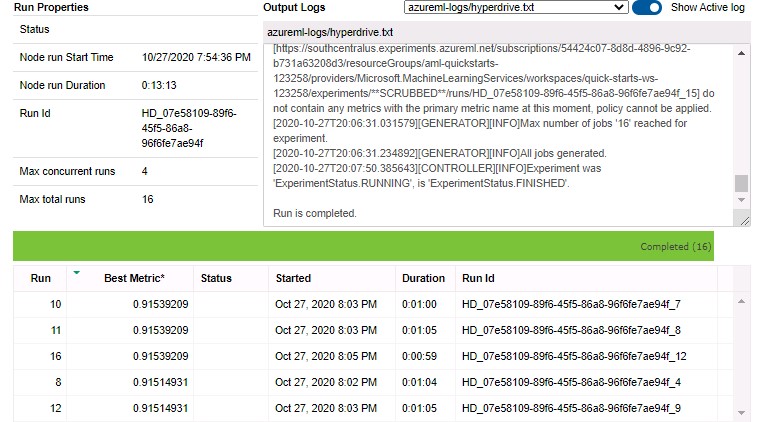 Run Properties
Status
Node run Start Time 10/27/2020 7:54:36 PM
Node run Duration 0:13:13
Run Id HD_07e58109-89f6-
45f5-86a8-
96f6fe7ae94f
Max concurrent runs 4
Max total runs 16
Output Logs azureml-logs/hyperdrive.txt Show Active log
azureml-logs/hyperdrive.txt
[https://southcentralus.experiments.azureml.net/subscriptions/54424c07-8d8d-4896-9c92-
b731a63208d3/resourceGroups/aml-quickstarts-
123258/providers/Microsoft.MachineLearningServices/workspaces/quick-starts-ws-
123258/experiments/**SCRUBBED**/runs/HD_07e58109-89f6-45f5-86a8-96f6fe7ae94f_15] do
not contain any metrics with the primary metric name at this moment, policy cannot be applied.
[2020-10-27T20:06:31.031579][GENERATOR][INFO]Max number of jobs '16' reached for
experiment.
[2020-10-27T20:06:31.234892][GENERATOR][INFO]All jobs generated.
[2020-10-27T20:07:50.385643][CONTROLLER][INFO]Experiment was
'ExperimentStatus.RUNNING', is 'ExperimentStatus.FINISHED'.
Run is completed.
Completed (16)
Run Best Metric* Status Started Duration Run Id
10 0.91539209 Oct 27, 2020 8:03 PM 0:01:00 HD_07e58109-89f6-45f5-86a8-96f6fe7ae94f_7
11 0.91539209 Oct 27, 2020 8:03 PM 0:01:05 HD_07e58109-89f6-45f5-86a8-96f6fe7ae94f_8
16 0.91539209 Oct 27, 2020 8:05 PM 0:00:59 HD_07e58109-89f6-45f5-86a8-96f6fe7ae94f_12
8 0.91514931 Oct 27, 2020 8:02 PM 0:01:04 HD_07e58109-89f6-45f5-86a8-96f6fe7ae94f_4
12 0.91514931 Oct 27, 2020 8:03 PM 0:01:05 HD_07e58109-89f6-45f5-86a8-96f6fe7ae94f_9